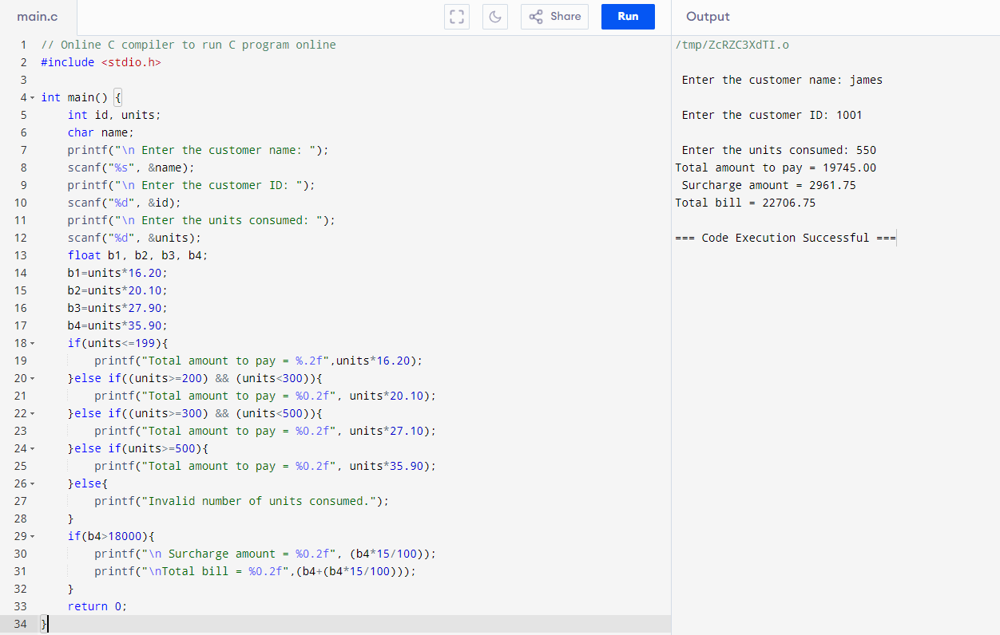 main.c
Share
Run
Output
1 // Online C compiler to run C program online
2 #include <stdio.h>
3
4 int main() {
5     int id, units;
6     char name;
7     printf("\n Enter the customer name: ");
8     scanf("%s", &name);
9     printf("\n Enter the customer ID: ");
10     scanf("%d", &id);
11     printf("\n Enter the units consumed: ");
12     scanf("%d", &units);
13     float b1, b2, b3, b4;
14     b1=units*16.20;
15     b2=units*20.10;
16     b3=units*27.90;
17     b4=units*35.90;
18     if(units<=199){
19         printf("Total amount to pay = %.2f",units*16.20);
20     }else if((units>=200) && (units<300)){
21         printf("Total amount to pay = %0.2f", units*20.10);
22     }else if((units>=300) && (units<500)){
23         printf("Total amount to pay = %0.2f", units*27.10);
24     }else if(units>=500){
25         printf("Total amount to pay = %0.2f", units*35.90);
26     }else{
27         printf("Invalid number of units consumed.");
28     }
29     if(b4>18000){
30         printf("\n Surcharge amount = %0.2f", (b4*15/100));
31         printf("\nTotal bill = %0.2f",(b4+(b4*15/100)));
32     }
33     return 0;
34 }
/tmp/ZcRZC3XdTI.o
Enter the customer name: james
Enter the customer ID: 1001
Enter the units consumed: 550
Total amount to pay = 19745.00
Surcharge amount = 2961.75
Total bill = 22706.75
=== Code Execution Successful ===